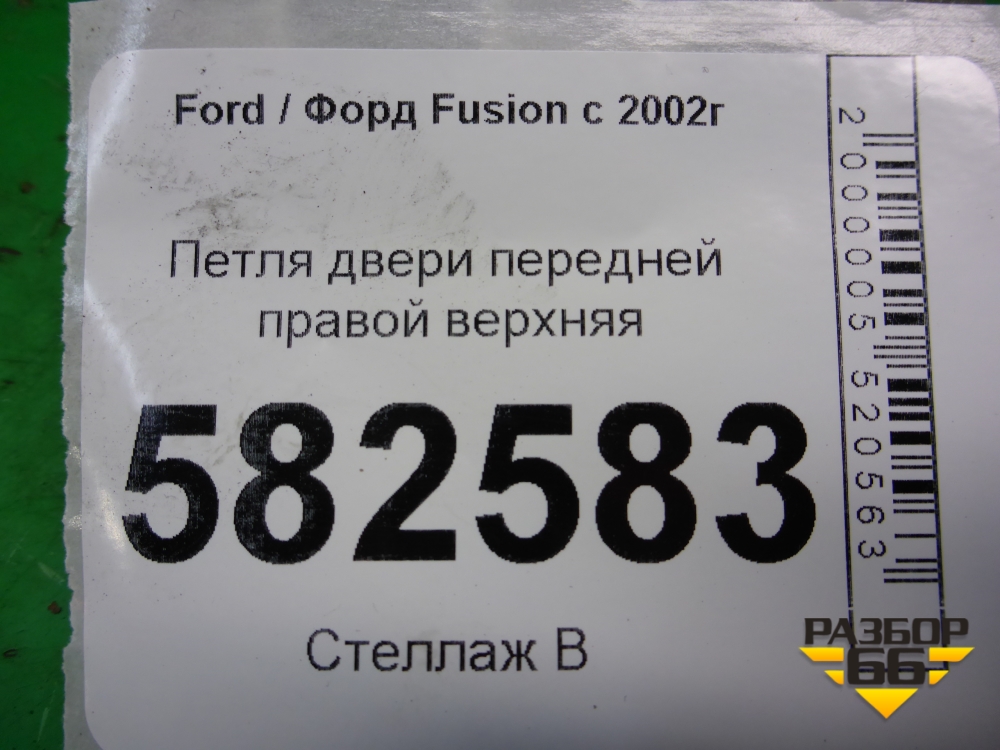 Ford / Форд Fusion с 2002г
Петля двери передней
правой верхняя
582583
Стеллаж В
2000005520563
РАЗБОР
66